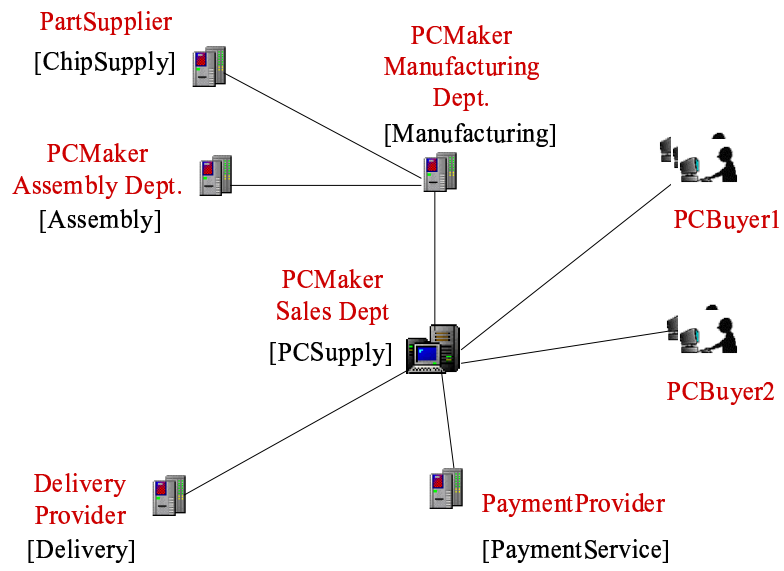 PartSupplier
[ChipSupply]
PCMaker
Manufacturing
Dept.
[Manufacturing]
PCMaker
Assembly Dept.
[Assembly]
PCBuyer1
PCMaker
Sales Dept
[PCSupply]
PCBuyer2
Delivery
Provider
[Delivery]
PaymentProvider
[PaymentService]